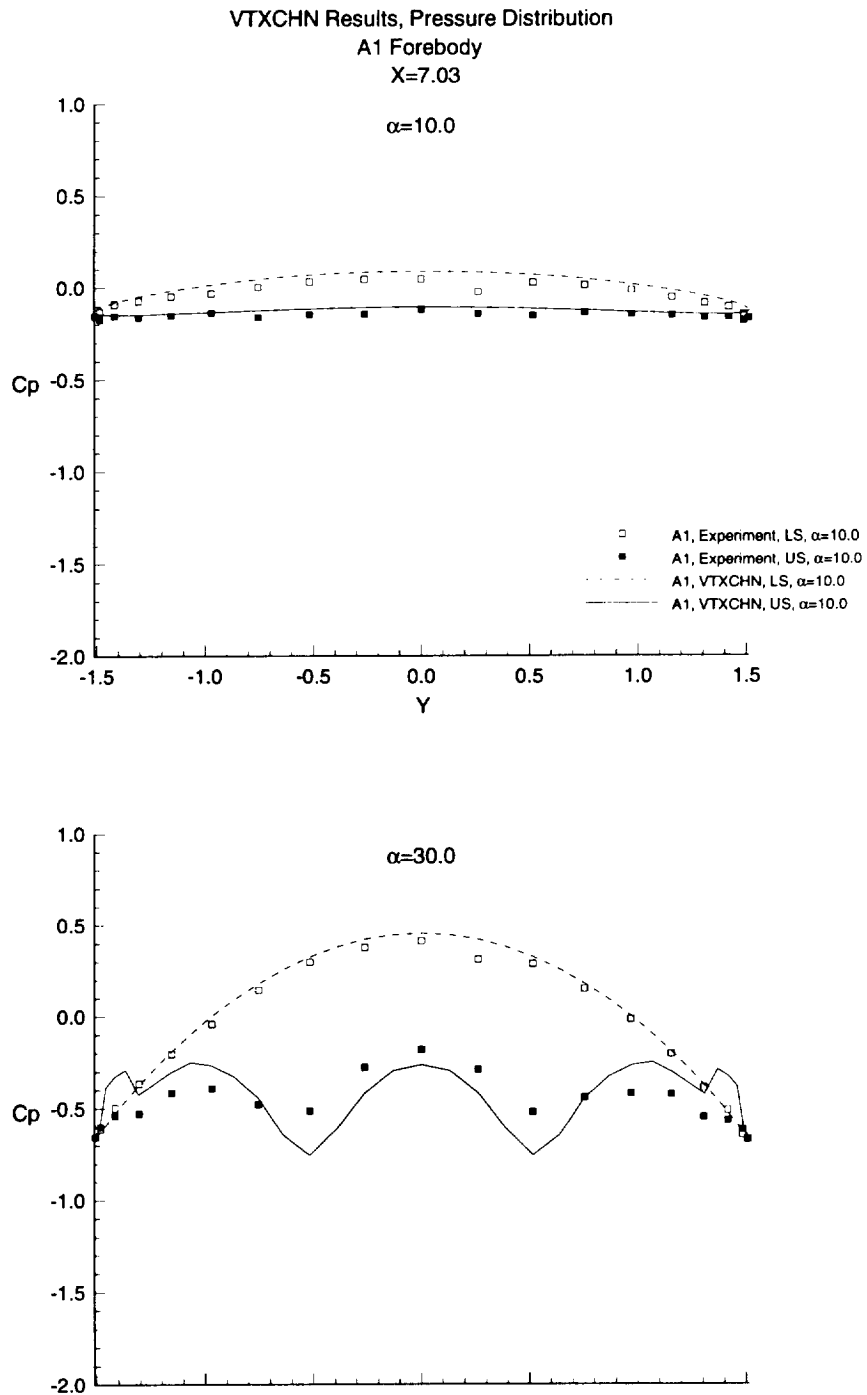 VTXCHN Results, Pressure Distribution
A1 Forebody
X=7.03
α=10.0
1.0
0.5
0.0
-0.5
Cp
-1.0
-1.5
-2.0
A1, Experiment, LS, α=10.0
A1, Experiment, US, α=10.0
A1, VTXCHN, LS, α=10.0
A1, VTXCHN, US, α=10.0
-1.5 -1.0 -0.5 0.0 0.5 1.0 1.5
Y
α=30.0
1.0
0.5
0.0
-0.5
Cp
-1.0
-1.5
-2.0